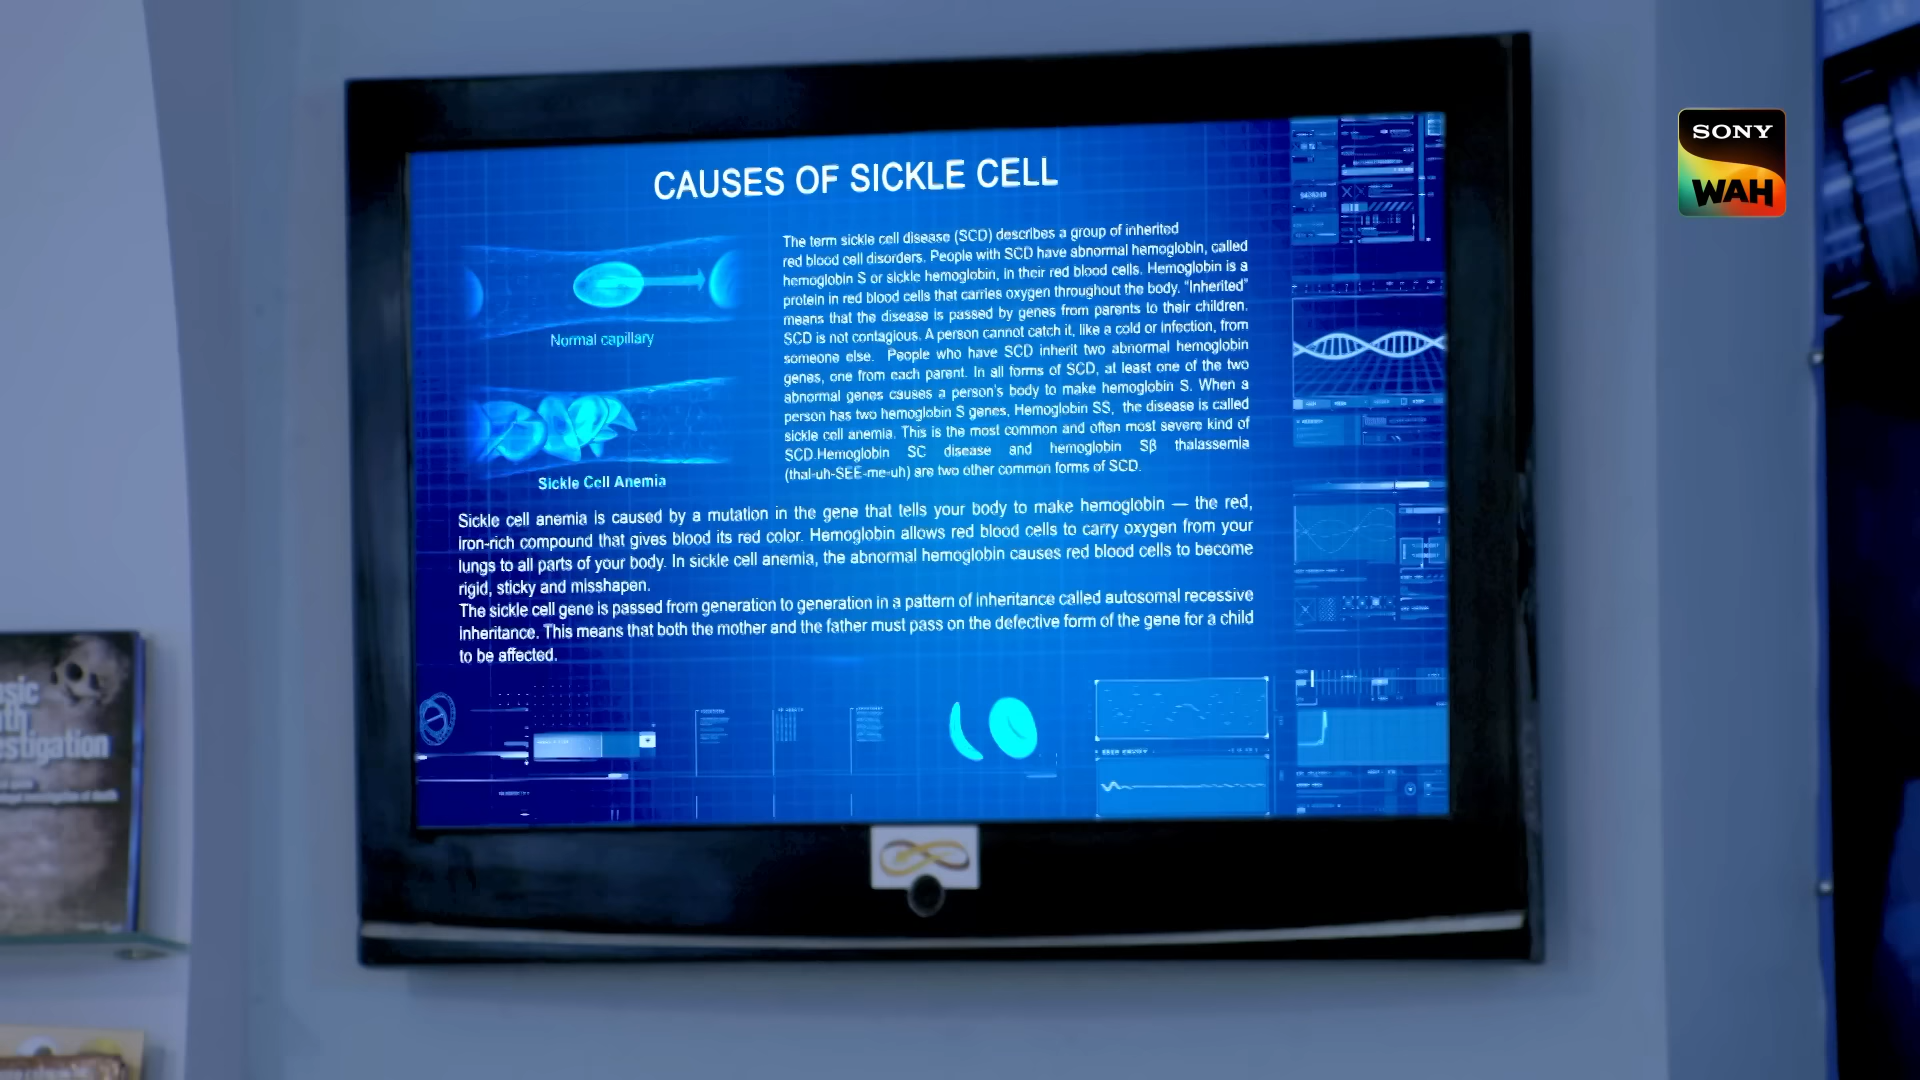 SONY
WAH
CAUSES OF SICKLE CELL
The term sickle cell disease (SCD) describes a group of inherited
red blood cell disorders. People with SCD have abnormal hemoglobin, called
hemoglobin S or sickle hemoglobin, in their red blood cells. Hemoglobin is a
protein in red blood cells that carries oxygen throughout the body. "Inherited"
means that the disease is passed by genes from parents to their children.
SCD is not contagious. A person cannot catch it, like a cold or infection, from
someone else. People who have SCD inherit two abnormal hemoglobin
genes, one from each parent. In all forms of SCD, at least one of the two
abnormal genes causes a person's body to make hemoglobin S. When a
person has two hemoglobin S genes, Hemoglobin SS, the disease is called
sickle cell anemia. This is the most common and often most severe kind of
SCD.Hemoglobin SC disease and hemoglobin Sβ thalassemia
(thal-uh-SEE-me-uh) are two other common forms of SCD.
Normal capillary
Sickle Cell Anemia
Sickle cell anemia is caused by a mutation in the gene that tells your body to make hemoglobin — the red,
iron-rich compound that gives blood its red color. Hemoglobin allows red blood cells to carry oxygen from your
lungs to all parts of your body. In sickle cell anemia, the abnormal hemoglobin causes red blood cells to become
rigid, sticky and misshapen.
The sickle cell gene is passed from generation to generation in a pattern of inheritance called autosomal recessive
inheritance. This means that both the mother and the father must pass on the defective form of the gene for a child
to be affected.
estigation